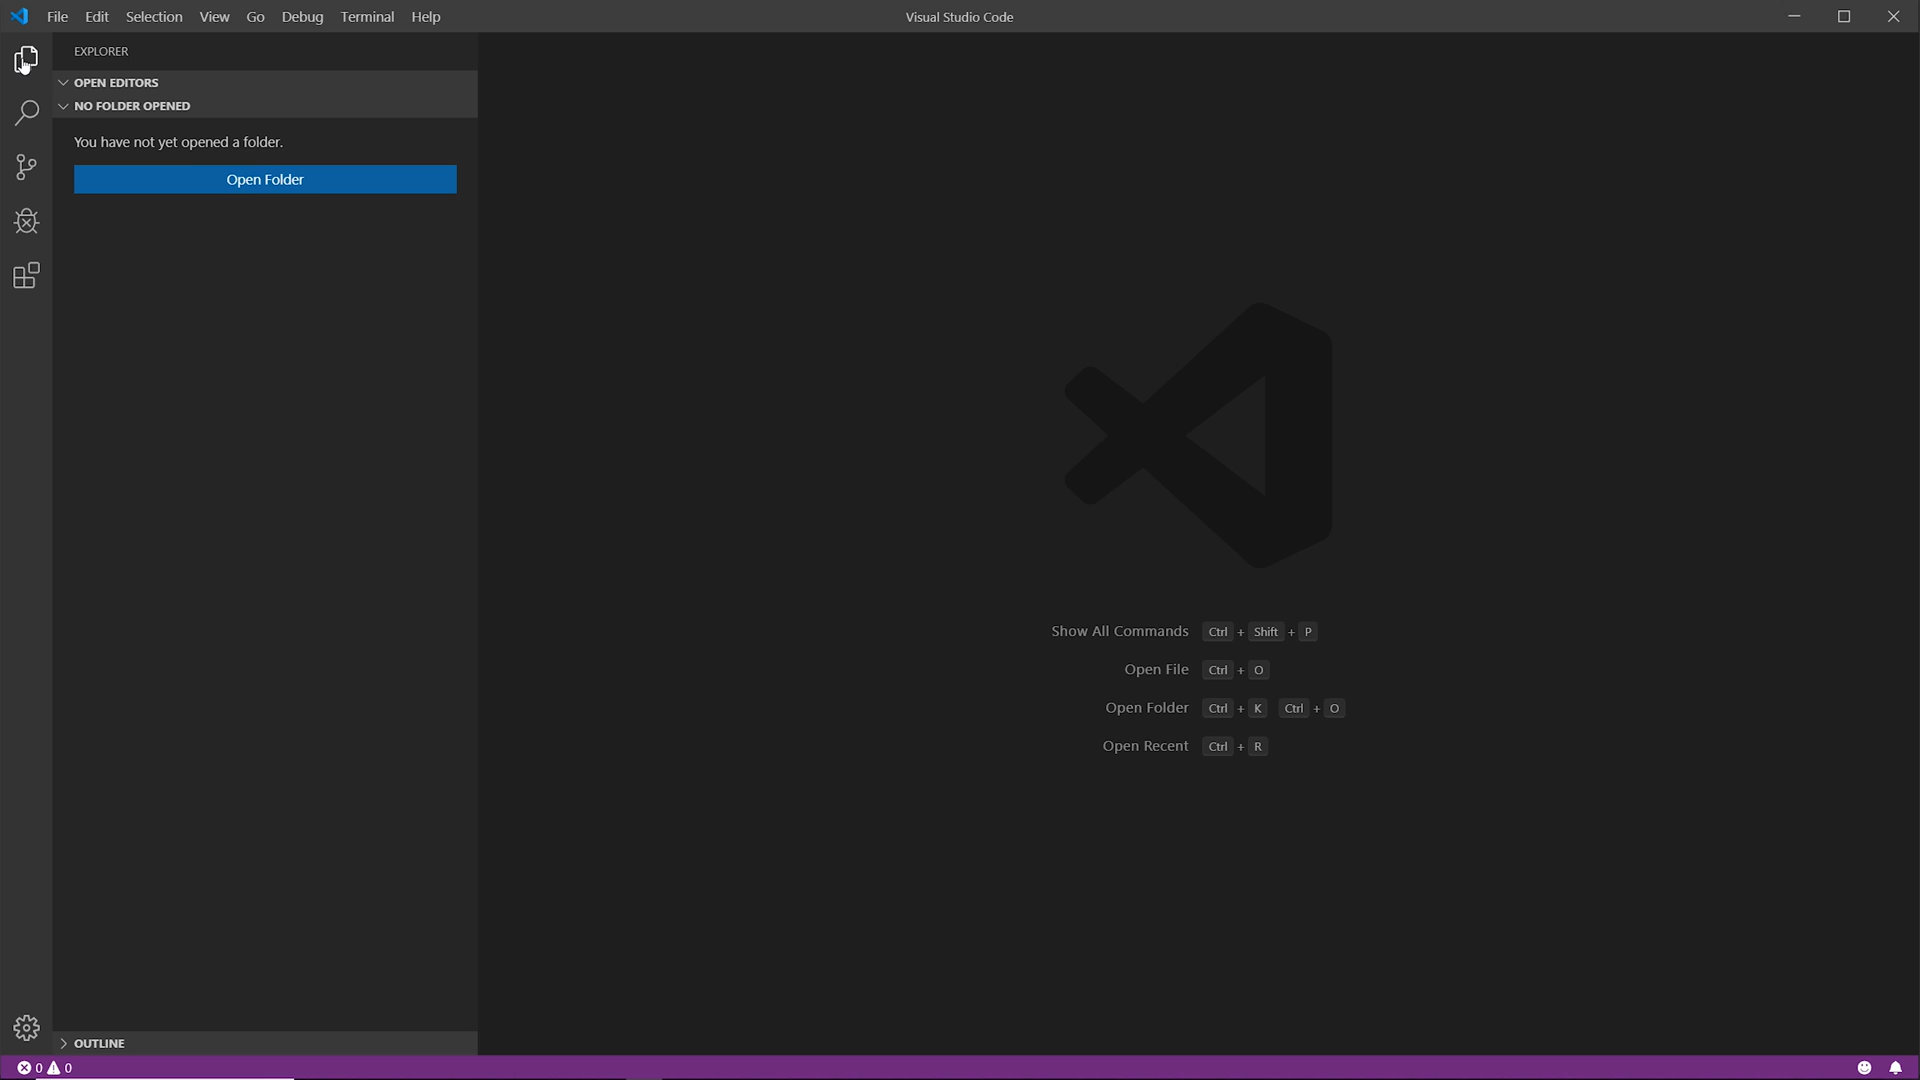 File Edit Selection View Go Debug Terminal Help
Visual Studio Code
EXPLORER
OPEN EDITORS
NO FOLDER OPENED
You have not yet opened a folder.
Open Folder
Show All Commands Ctrl + Shift + P
Open File Ctrl + O
Open Folder Ctrl + K Ctrl + O
Open Recent Ctrl + R
OUTLINE
0 0